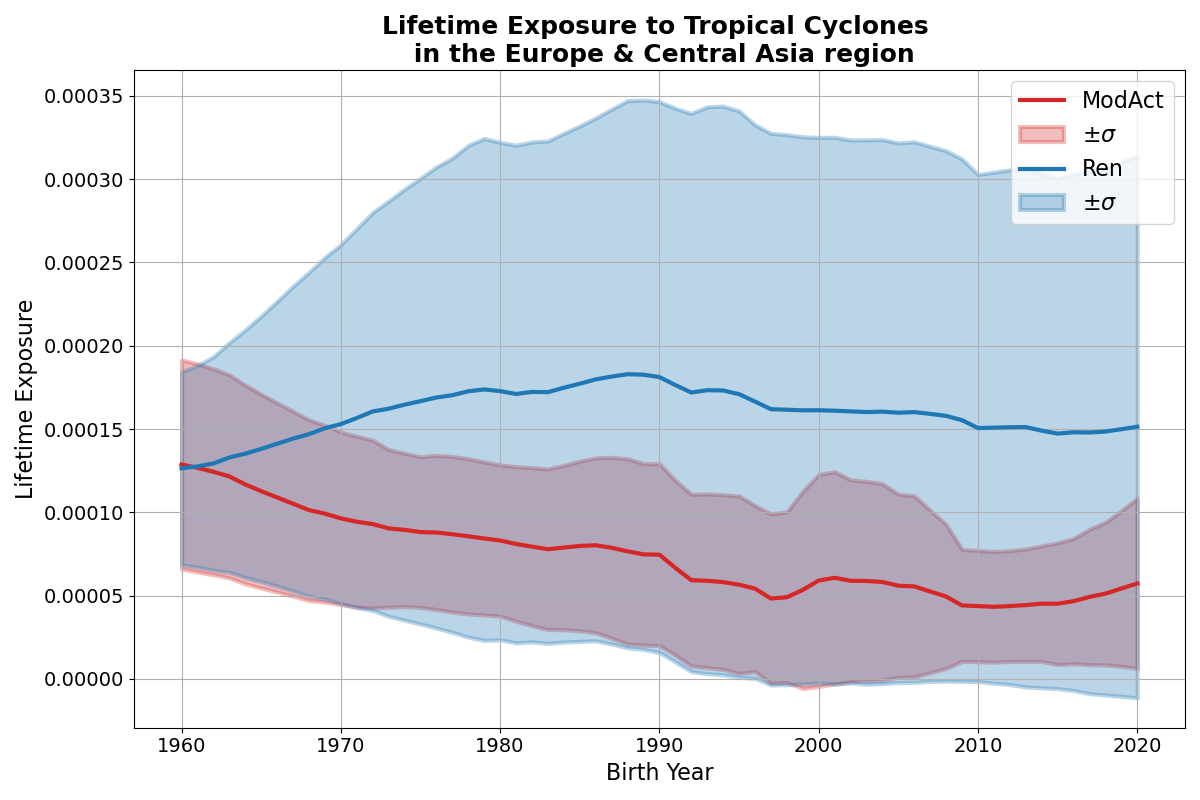 Lifetime Exposure to Tropical Cyclones
in the Europe & Central Asia region
0.00035
0.00030
0.00025
0.00020
0.00015
0.00010
0.00005
0.00000
Lifetime Exposure
ModAct
±σ
Ren
±σ
1960
1970
1980
1990
2000
2010
2020
Birth Year